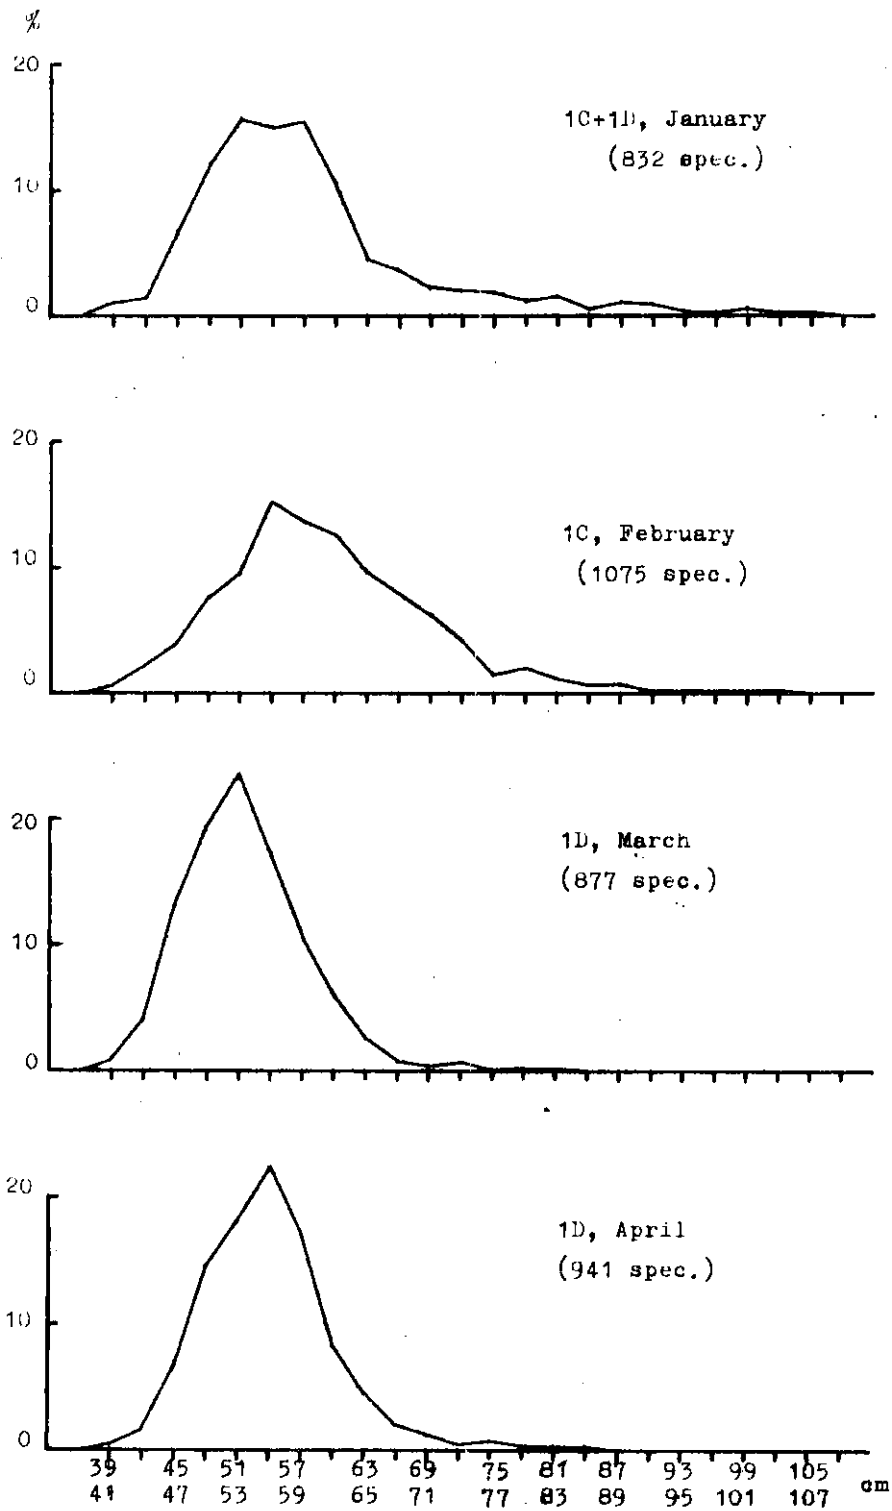 %
20
1C+1D, January
(832 spec.)
10
0
20
1C, February
(1075 spec.)
10
0
20
1D, March
(877 spec.)
10
0
20
1D, April
(941 spec.)
10
0
39 45 51 57 63 69 75 81 87 93 99 105
41 47 53 59 65 71 77 83 89 95 101 107 cm